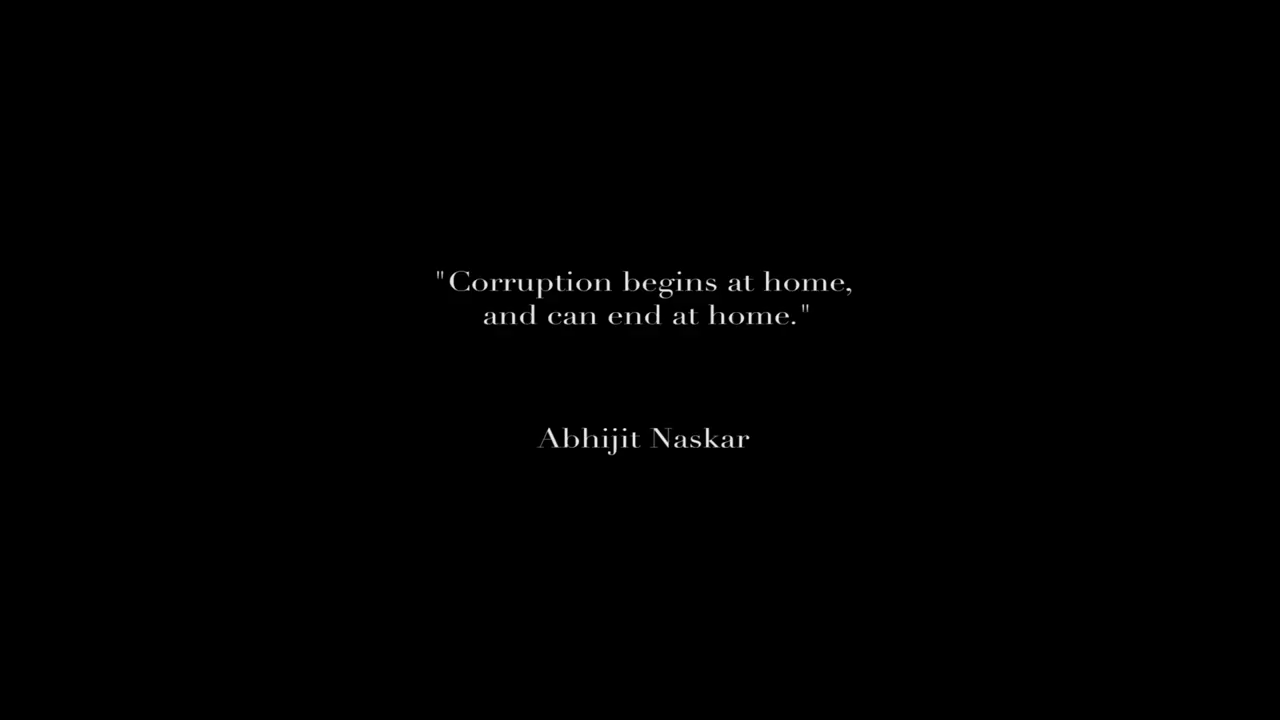 "Corruption begins at home,
and can end at home."
Abhijit Naskar